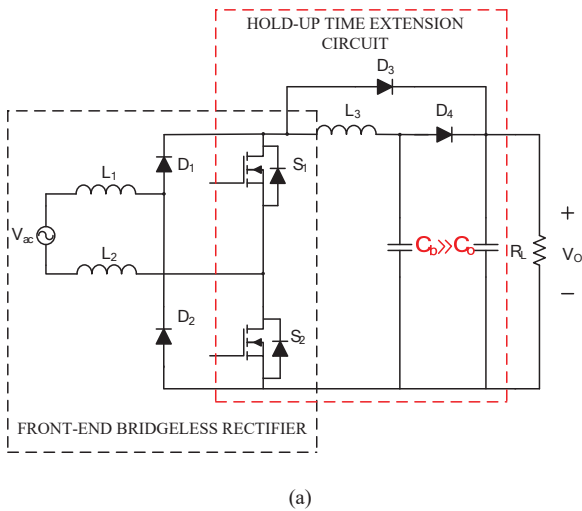 HOLD-UP TIME EXTENSION
CIRCUIT
D3
L3
D4
D1
S1
L1
Vac
L2
Cb>>Co
RL
+
VO
−
D2
S2
FRONT-END BRIDGELESS RECTIFIER
(a)